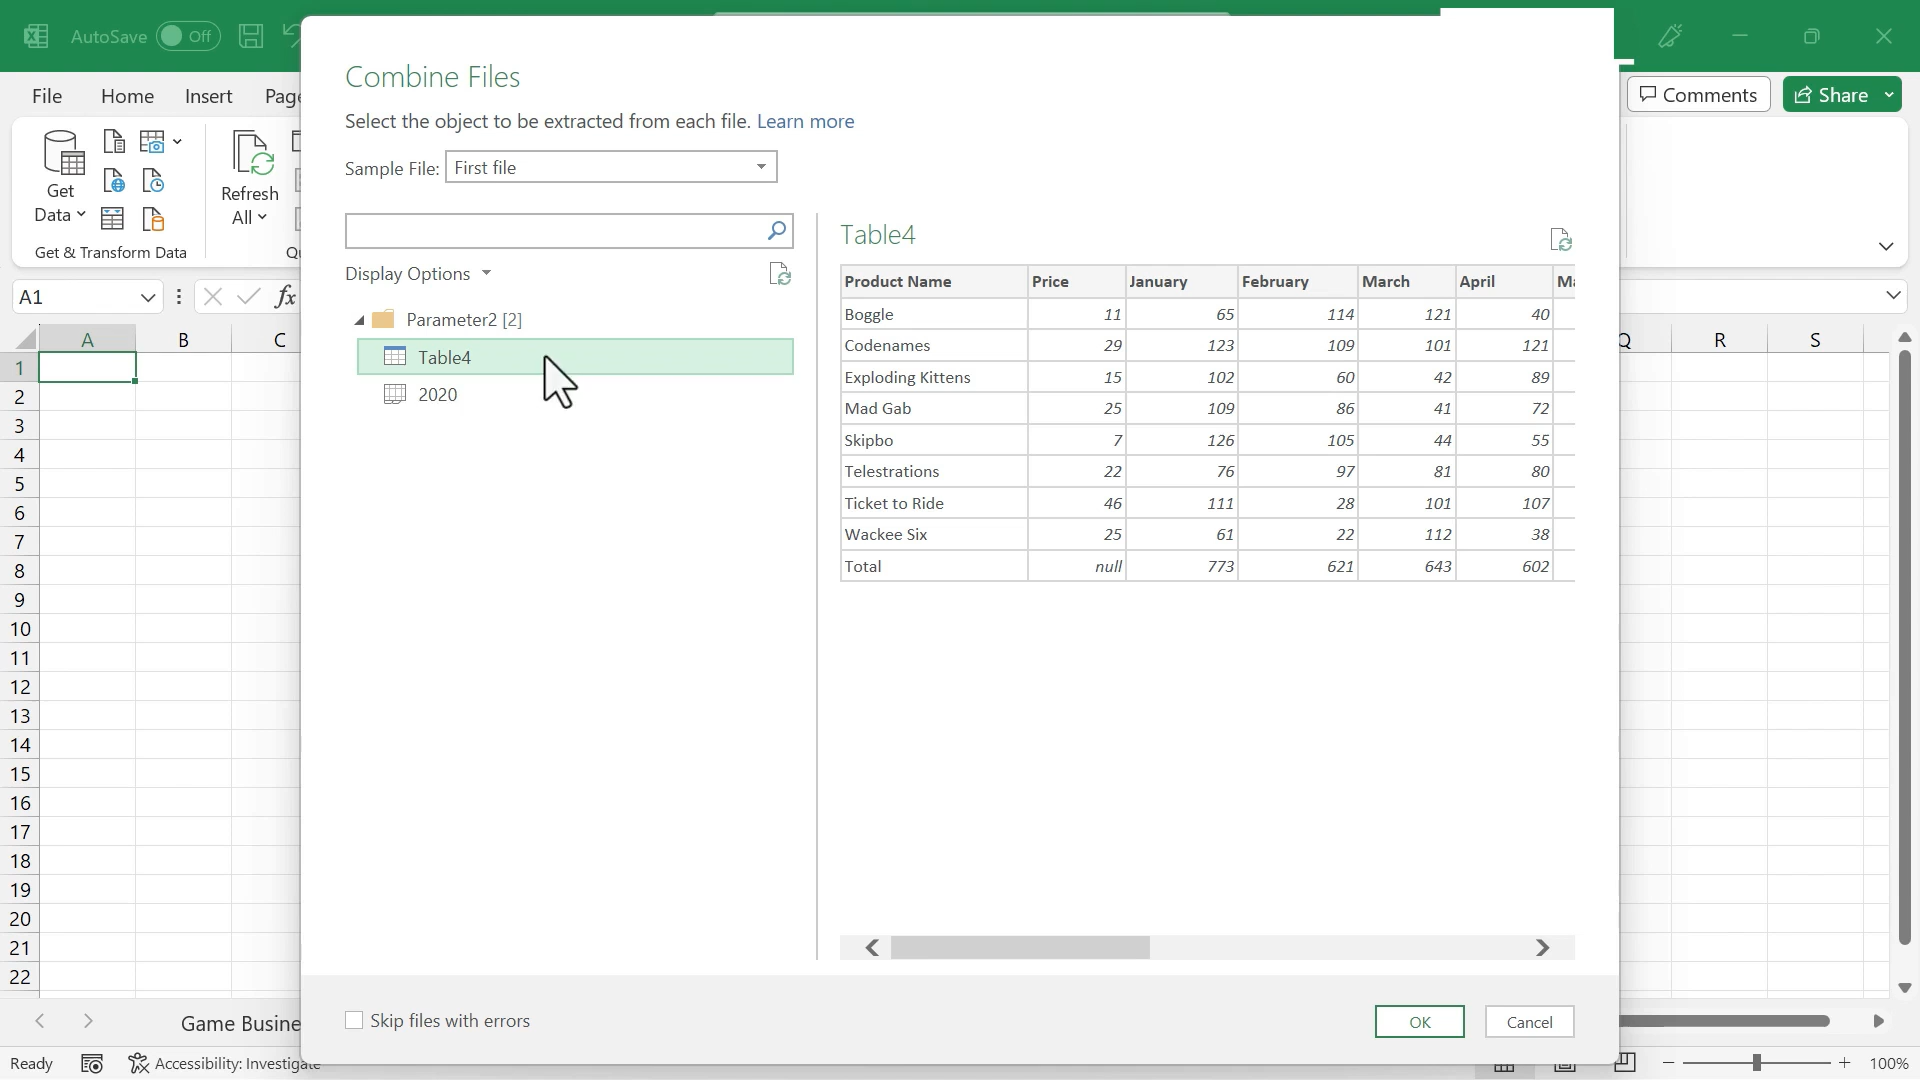 AutoSave Off
File Home Insert Page
Comments Share
Get
Data
Refresh
All
Get & Transform Data
A1
fx
A B C Q R S
1
2
3
4
5
6
7
8
9
10
11
12
13
14
15
16
17
18
19
20
21
22
Combine Files
Select the object to be extracted from each file. Learn more
Sample File: First file
Display Options
Parameter2 [2]
Table4
2020
Table4
Product Name Price January February March April
Boggle 11 65 114 121 40
Codenames 29 123 109 101 121
Exploding Kittens 15 102 60 42 89
Mad Gab 25 109 86 41 72
Skipbo 7 126 105 44 55
Telestrations 22 76 97 81 80
Ticket to Ride 46 111 28 101 107
Wackee Six 25 61 22 112 38
Total null 773 621 643 602
Skip files with errors
OK Cancel
Game Busine
Ready Accessibility: Investigate 100%